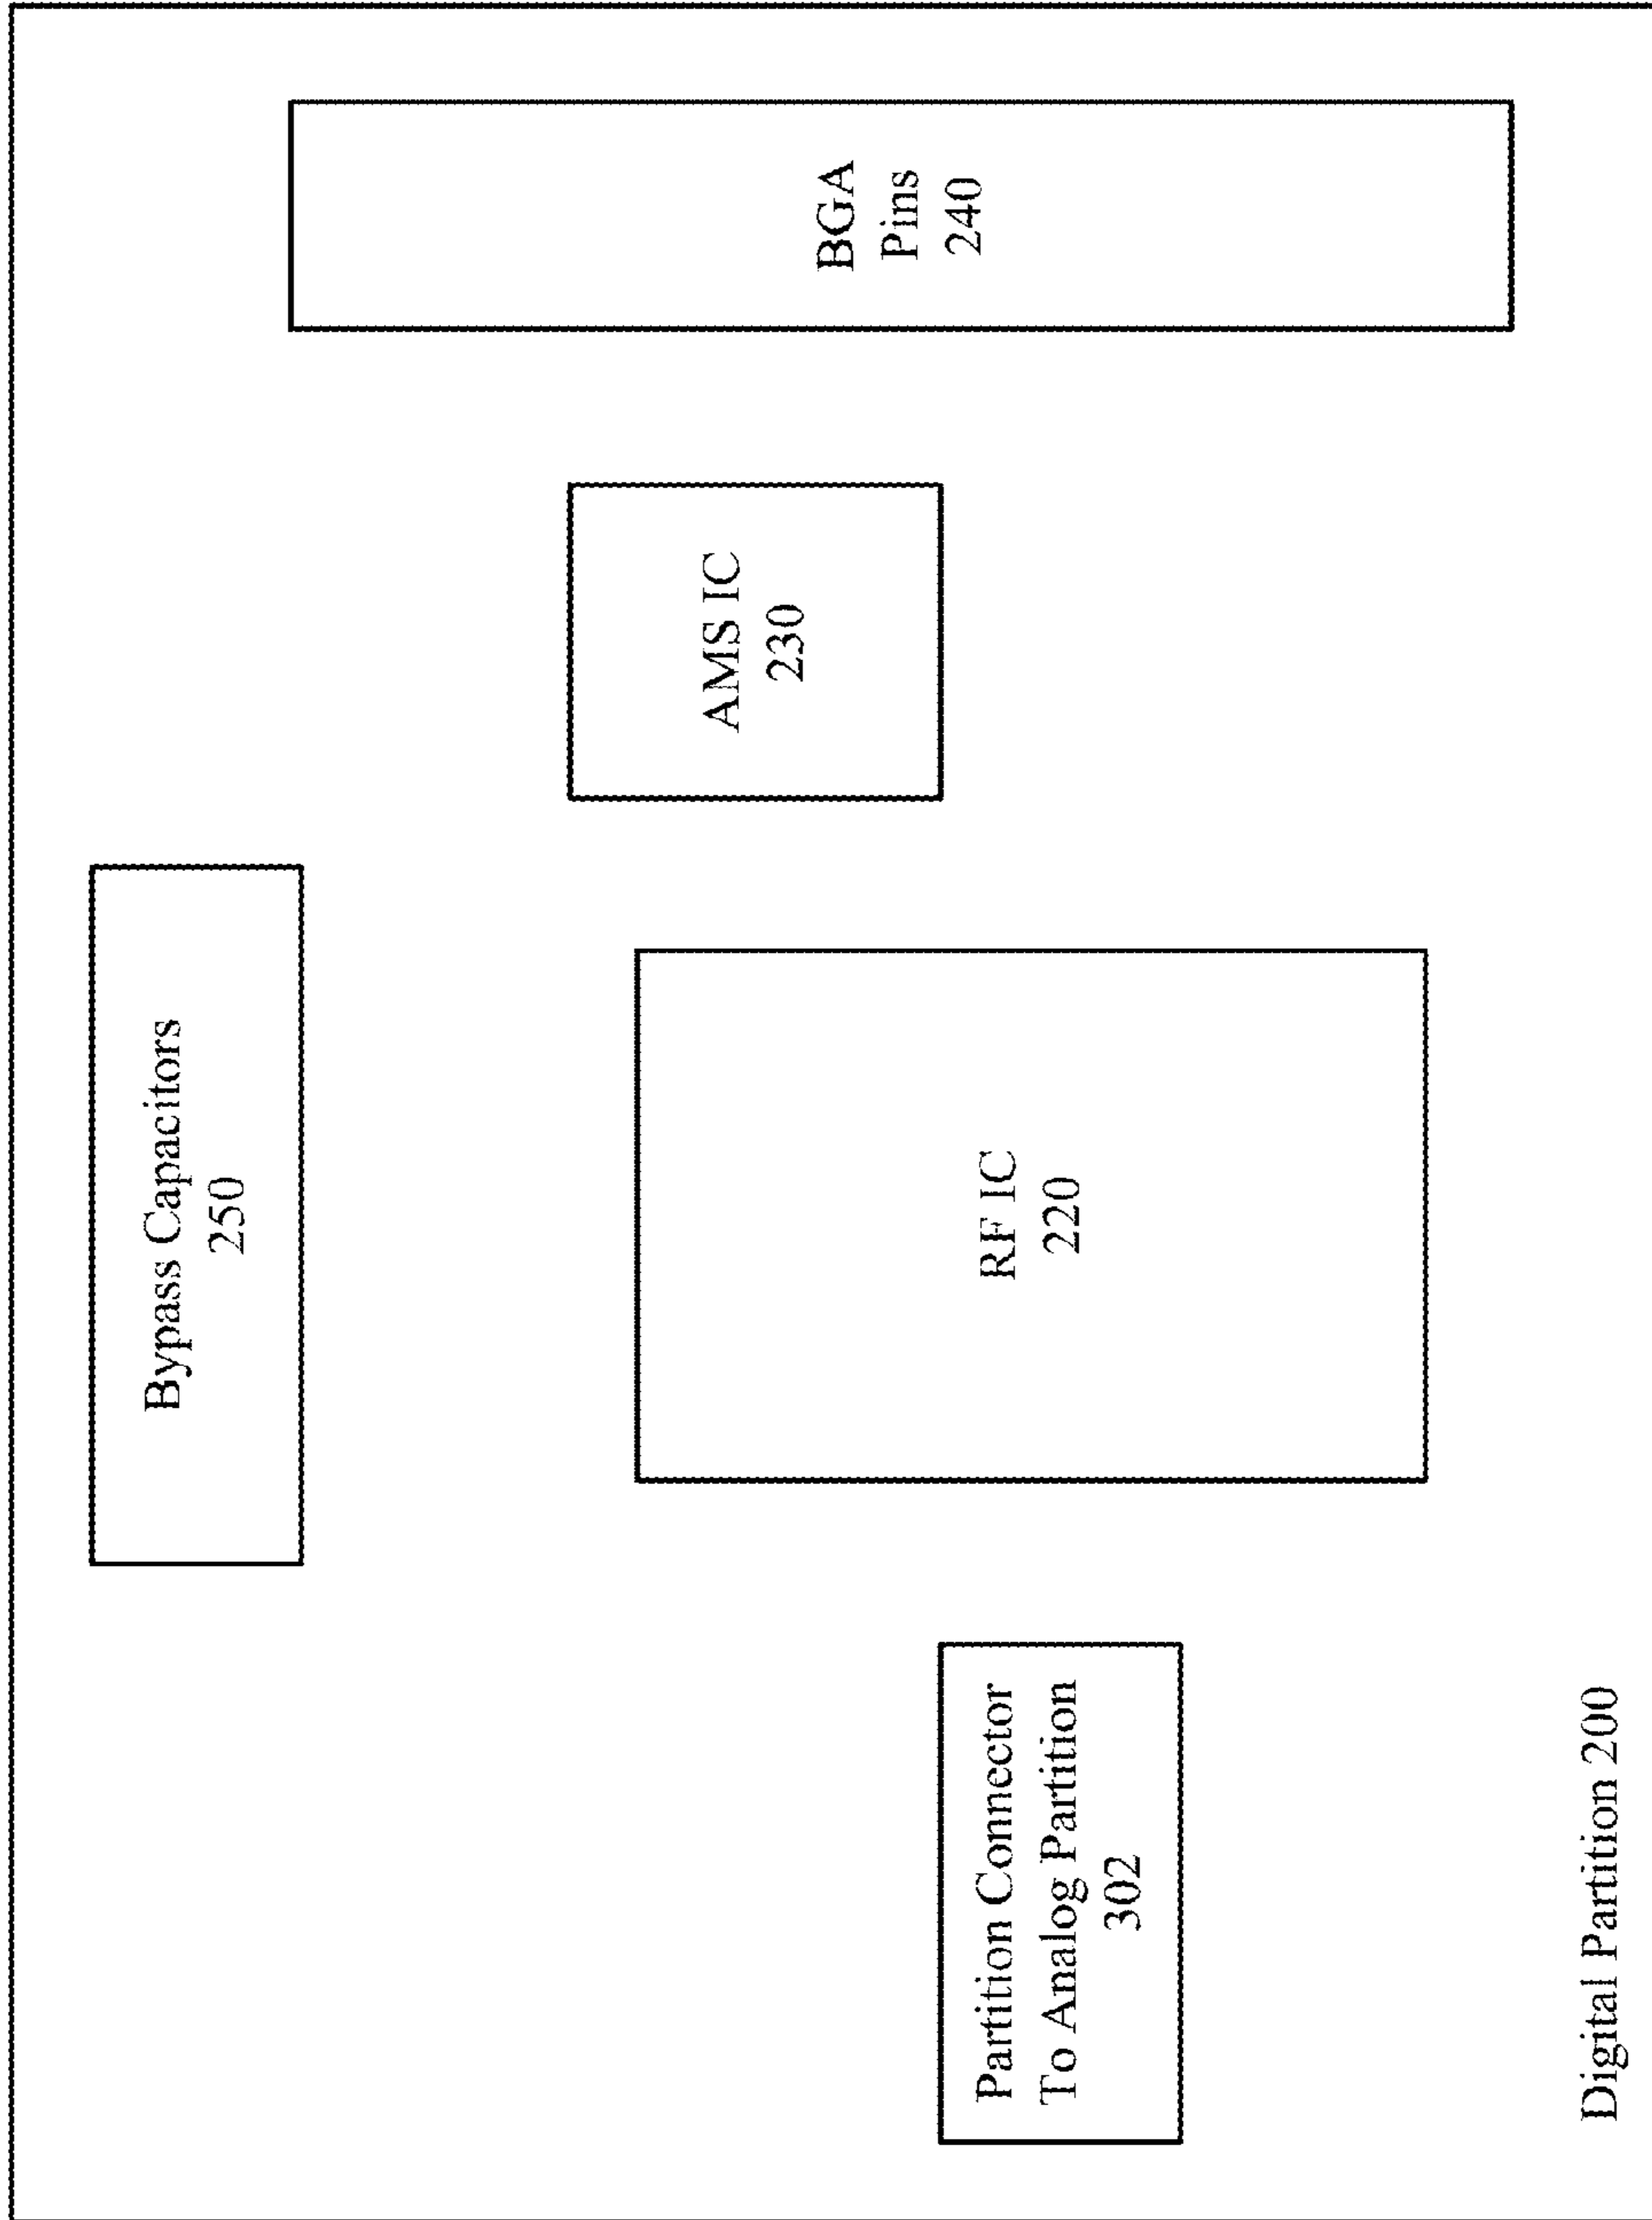 Bypass Capacitors
250
Partition Connector
To Analog Partition
302
RF IC
220
AMS IC
230
BGA
Pins
240
Digital Partition 200